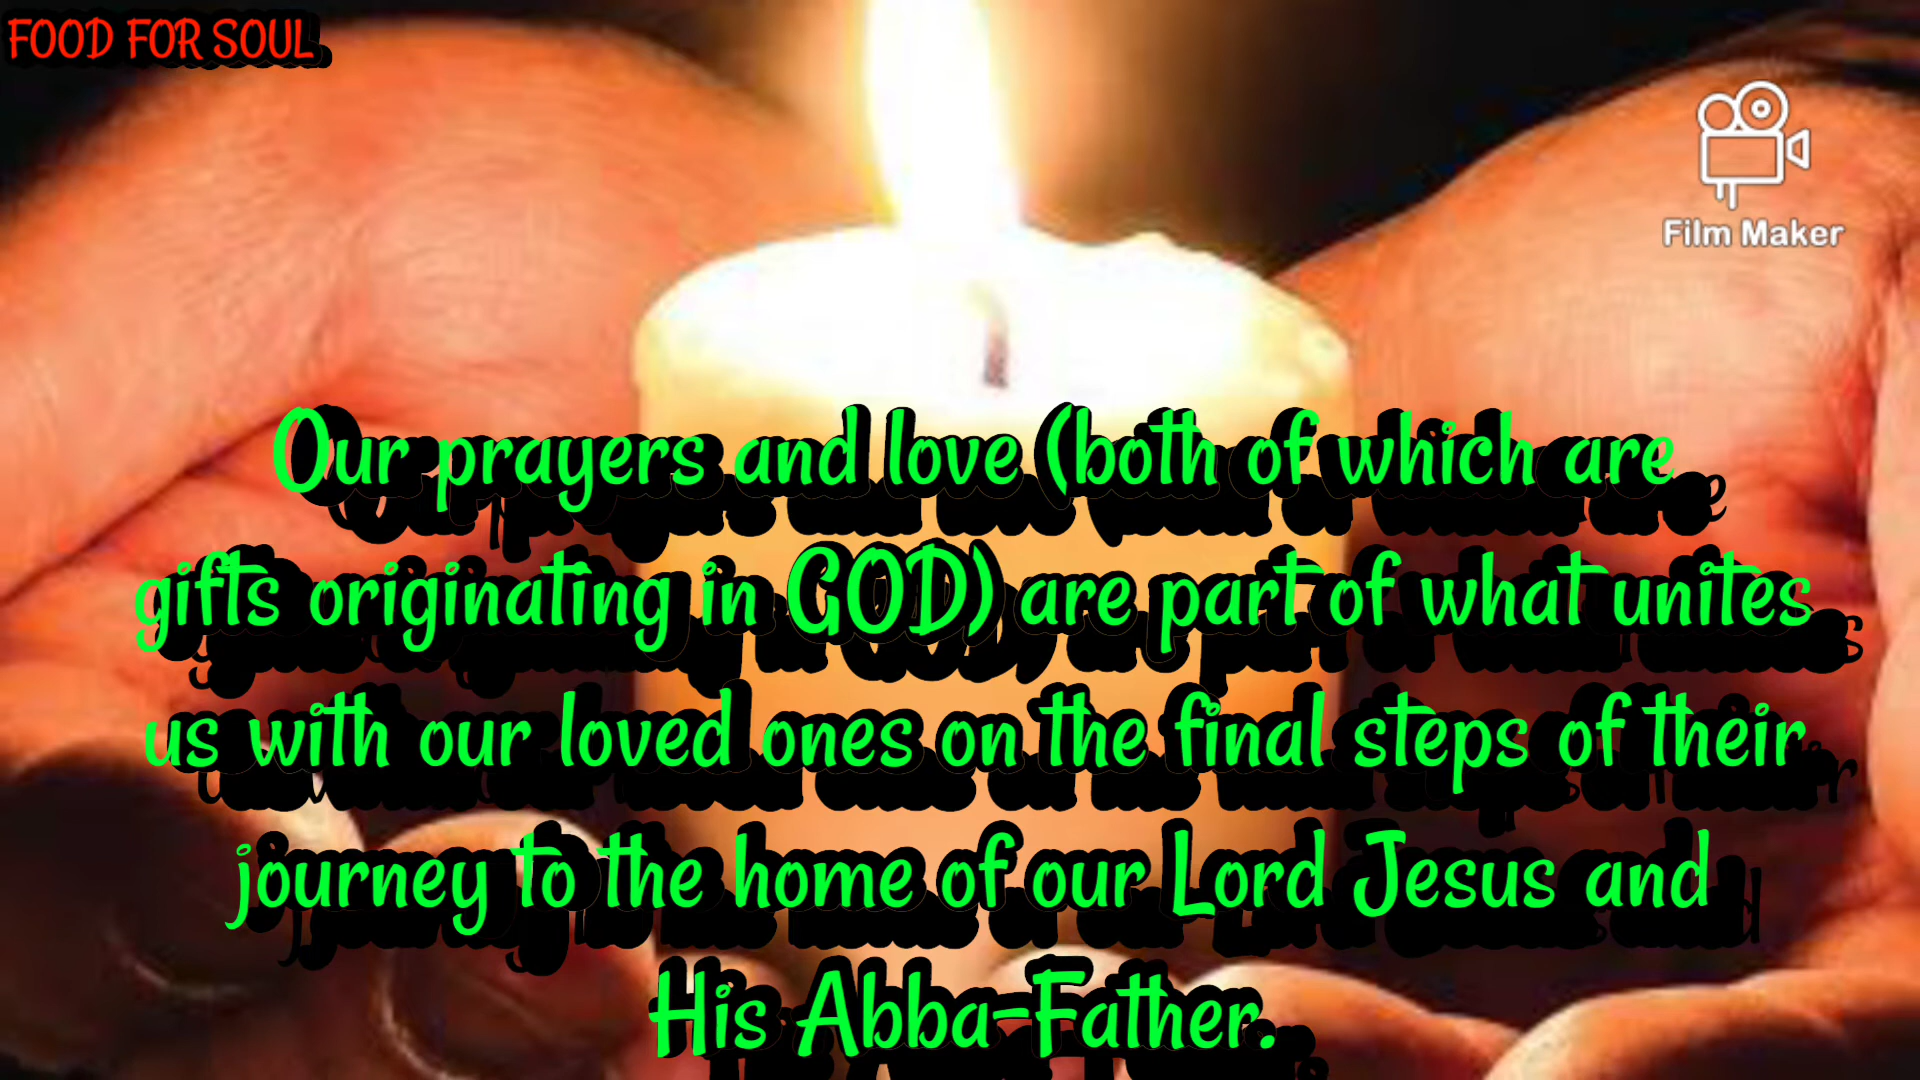 FOOD FOR SOUL
Film Maker
Our prayers and love (both of which are
gifts originating in GOD) are part of what unites
us with our loved ones on the final steps of their
journey to the home of our Lord Jesus and
His Abba-Father.